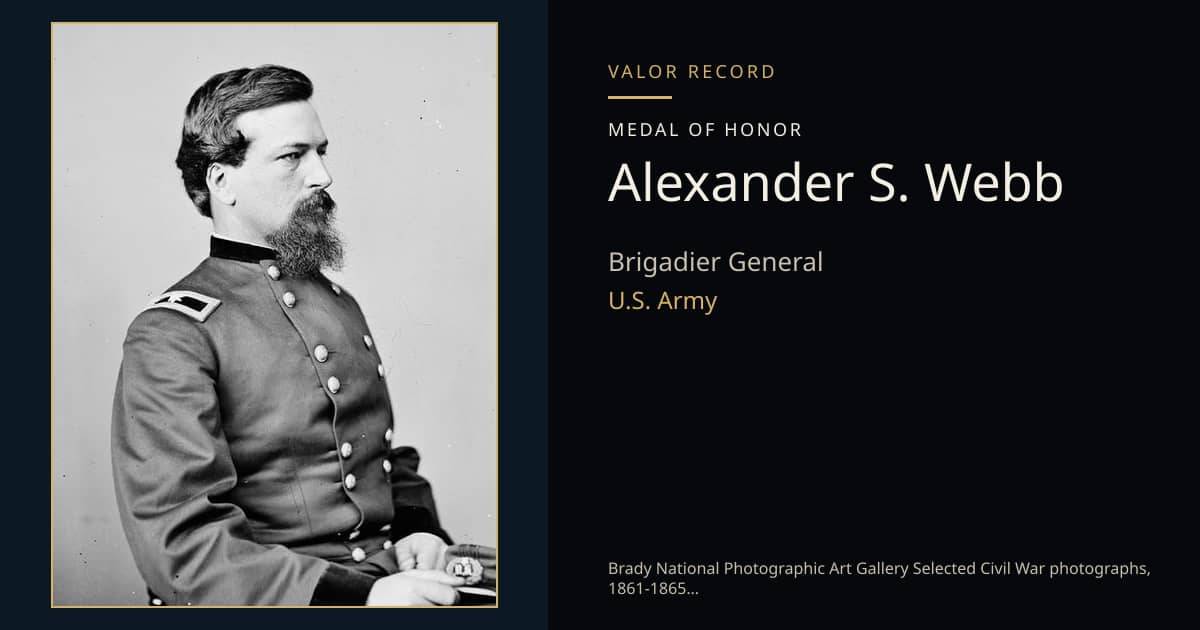 VALOR RECORD
MEDAL OF HONOR
Alexander S. Webb
Brigadier General
U.S. Army
Brady National Photographic Art Gallery Selected Civil War photographs,
1861-1865...